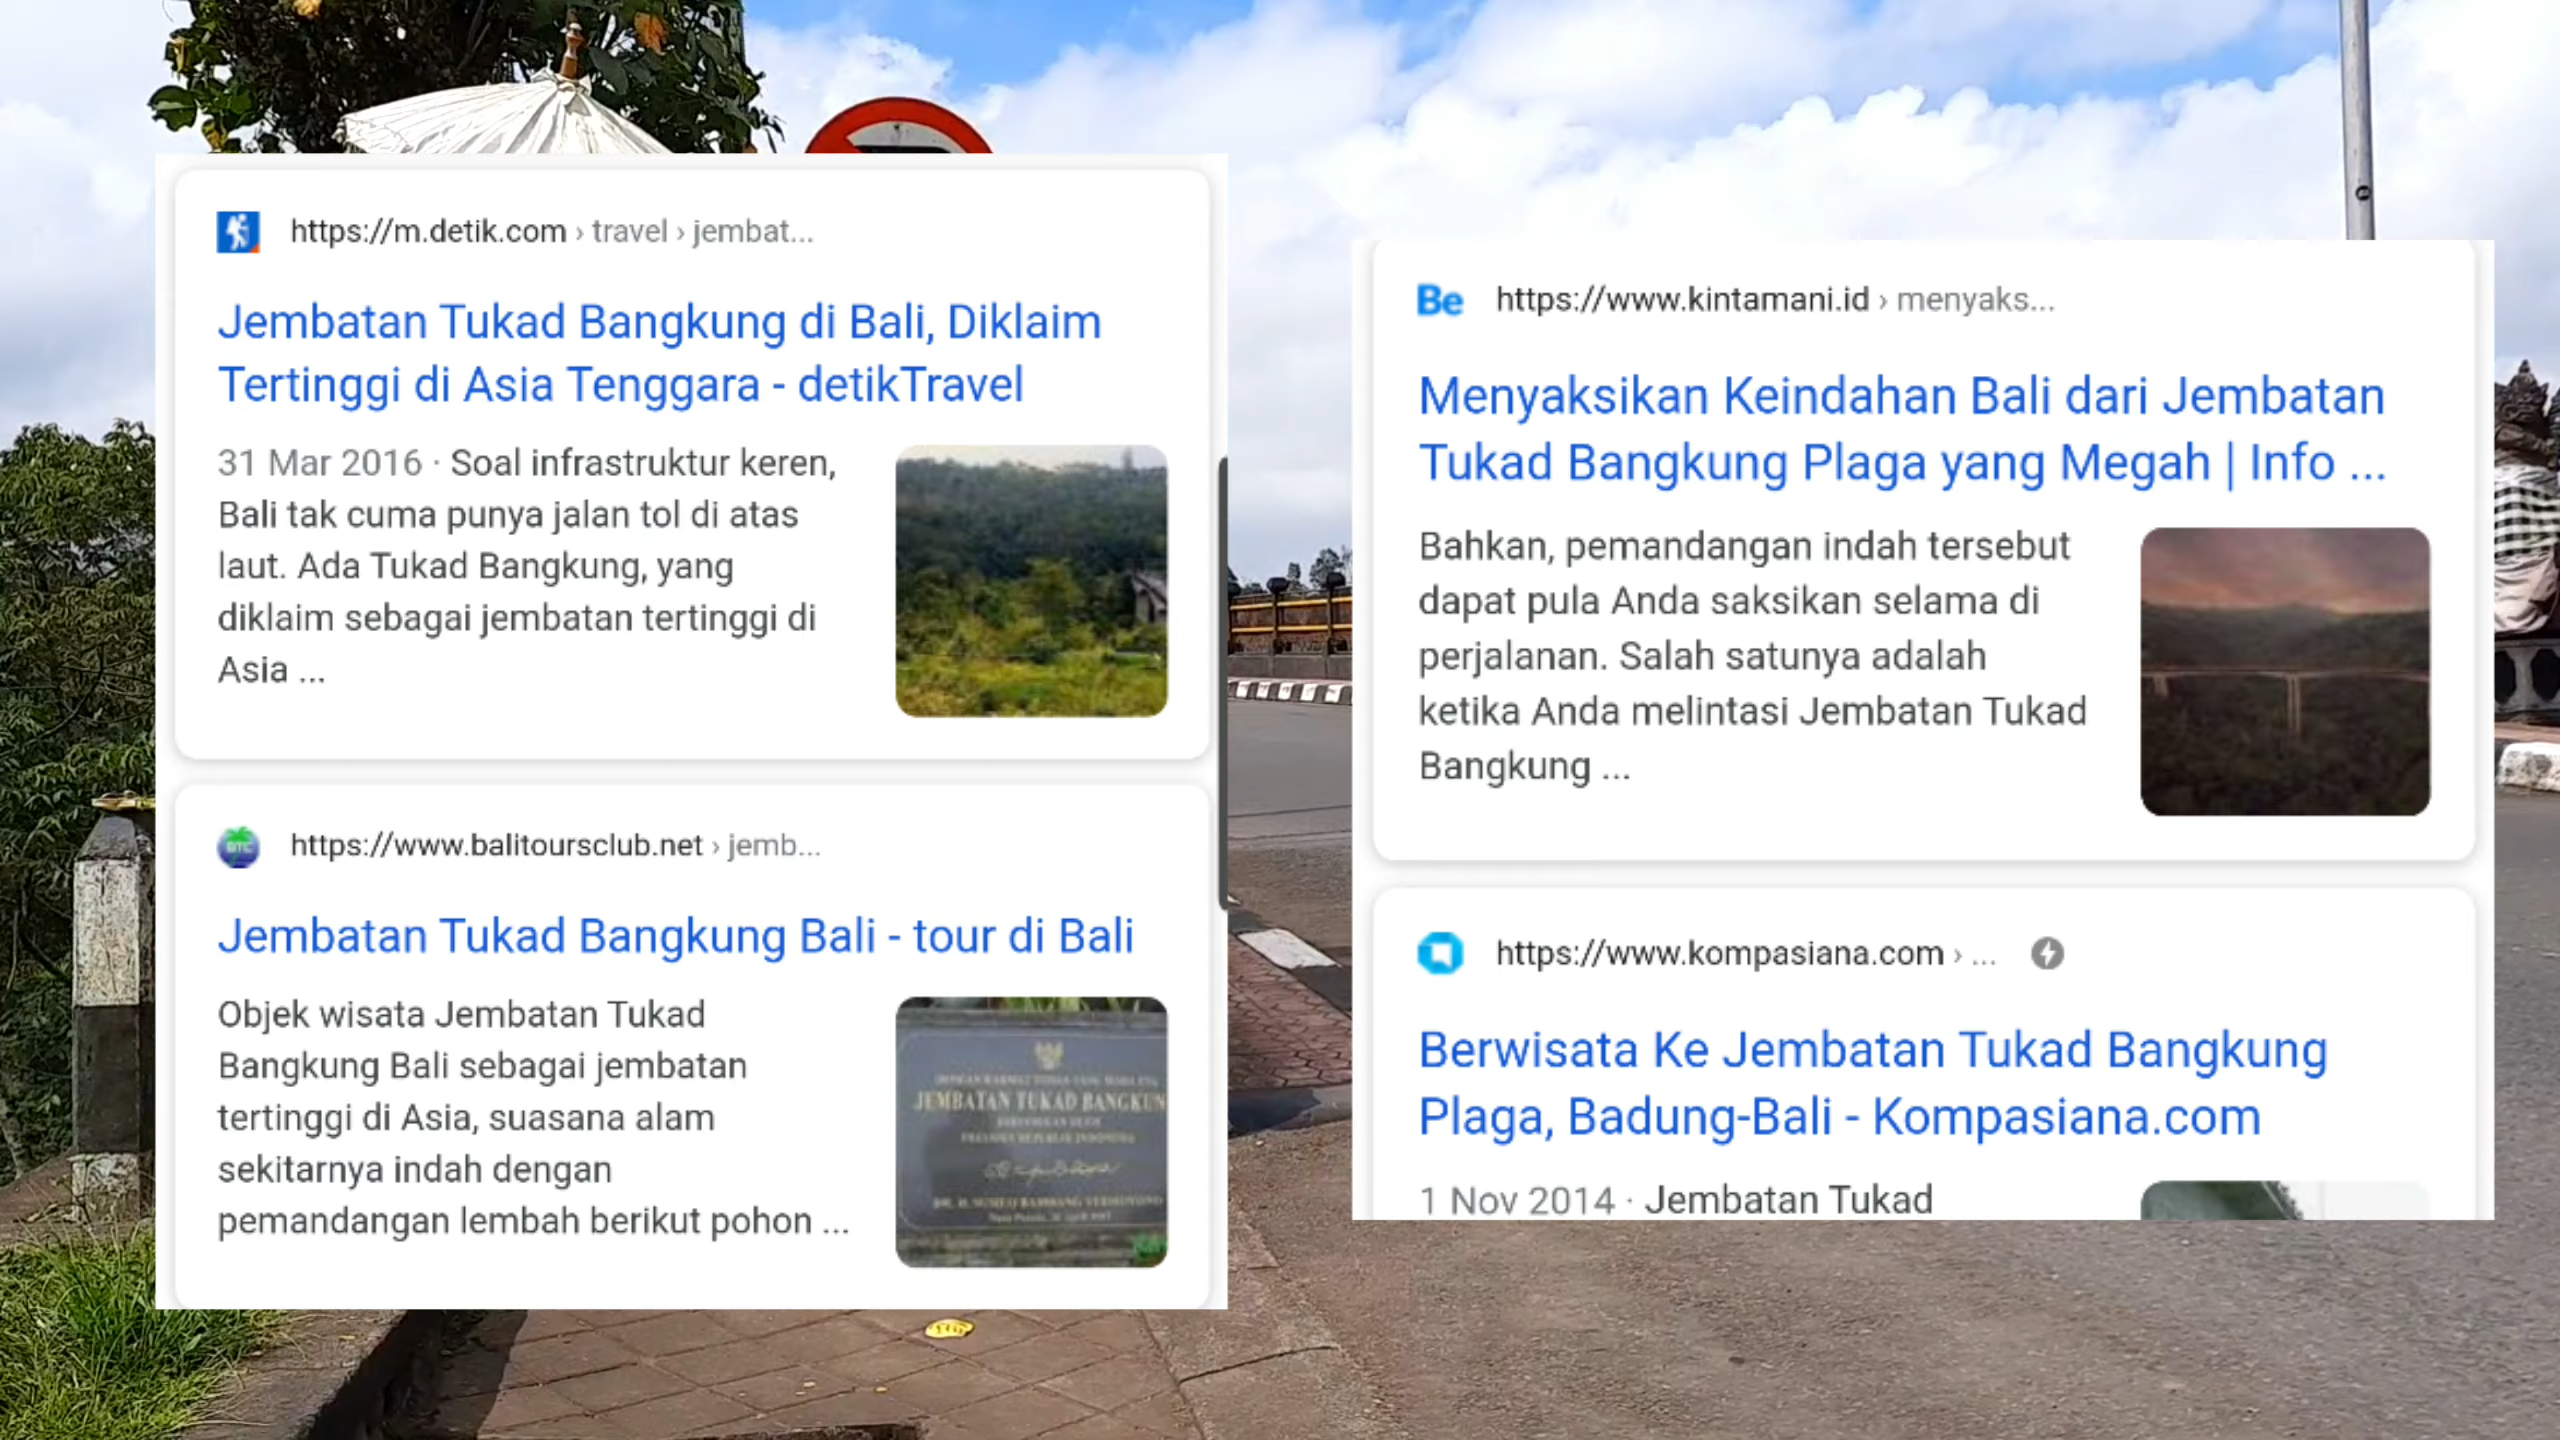 https://m.detik.com › travel › jembat...
Jembatan Tukad Bangkung di Bali, Diklaim
Tertinggi di Asia Tenggara - detikTravel
31 Mar 2016 · Soal infrastruktur keren,
Bali tak cuma punya jalan tol di atas
laut. Ada Tukad Bangkung, yang
diklaim sebagai jembatan tertinggi di
Asia ...
BTC
https://www.balitoursclub.net › jemb...
Jembatan Tukad Bangkung Bali - tour di Bali
Objek wisata Jembatan Tukad
Bangkung Bali sebagai jembatan
tertinggi di Asia, suasana alam
sekitarnya indah dengan
pemandangan lembah berikut pohon ...
JEMBATAN TUKAD BANGKUN
PRESIDEN REPUBLIK INDONESIA
Be
https://www.kintamani.id › menyaks...
Menyaksikan Keindahan Bali dari Jembatan
Tukad Bangkung Plaga yang Megah | Info ...
Bahkan, pemandangan indah tersebut
dapat pula Anda saksikan selama di
perjalanan. Salah satunya adalah
ketika Anda melintasi Jembatan Tukad
Bangkung ...
https://www.kompasiana.com › ...
Berwisata Ke Jembatan Tukad Bangkung
Plaga, Badung-Bali - Kompasiana.com
1 Nov 2014 · Jembatan Tukad